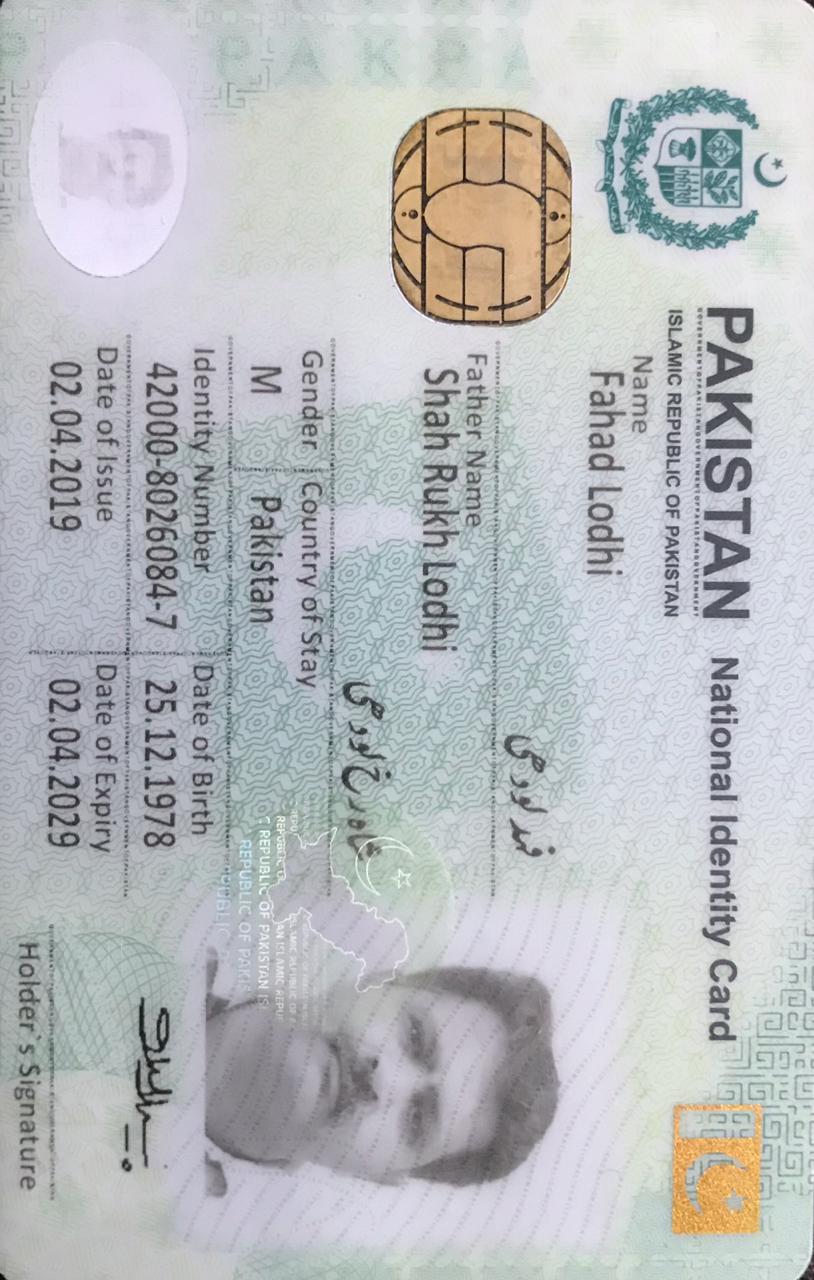 PAKISTAN National Identity Card
ISLAMIC REPUBLIC OF PAKISTAN
Name
Fahad Lodhi
فہد لودھی
Father Name
Shah Rukh Lodhi
شاہ رخ لودھی
Gender Country of Stay
M Pakistan
Identity Number Date of Birth
42000-8026084-7 25.12.1978
Date of Issue Date of Expiry
02.04.2019 02.04.2029
Holder`s Signature